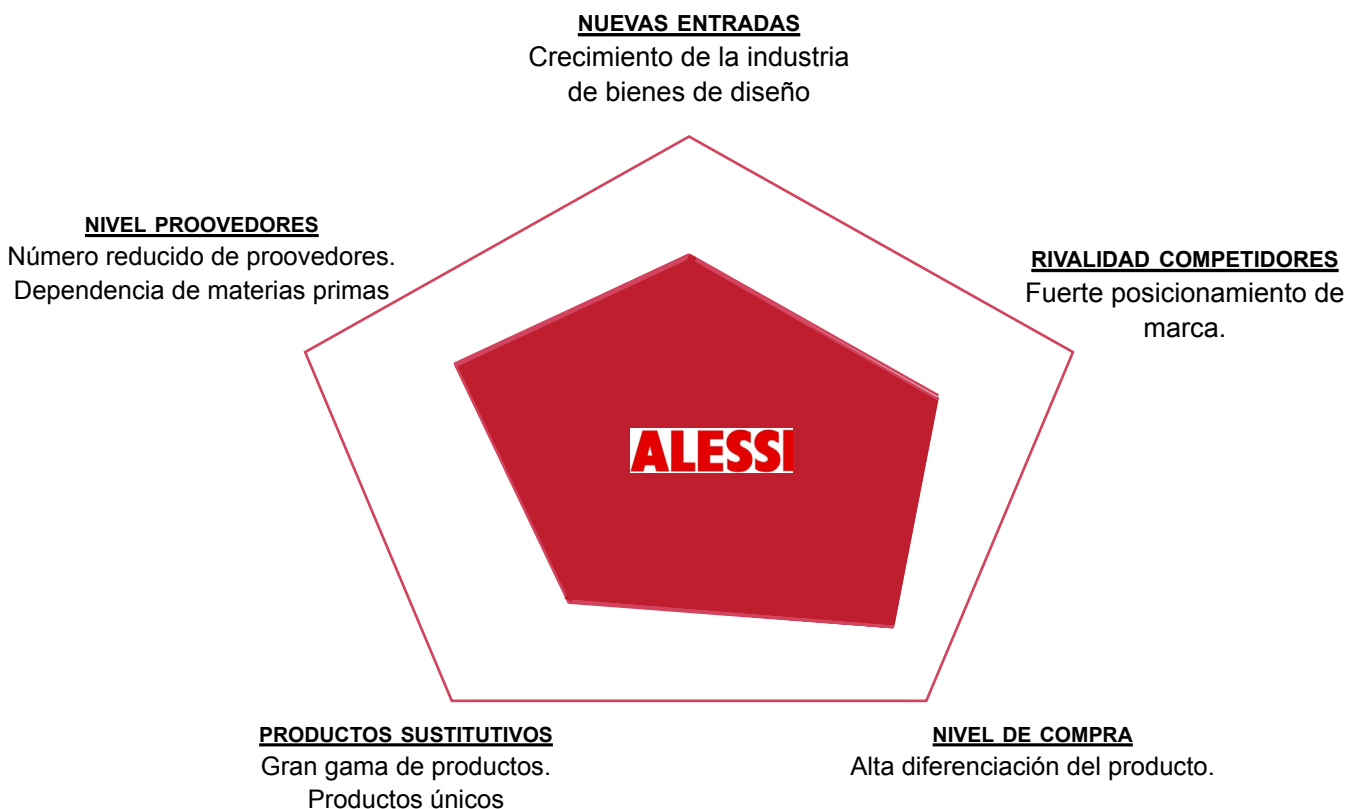 NUEVAS ENTRADAS
Crecimiento de la industria
de bienes de diseño
NIVEL PROOVEDORES
Número reducido de proovedores.
Dependencia de materias primas
RIVALIDAD COMPETIDORES
Fuerte posicionamiento de
marca.
ALESSI
PRODUCTOS SUSTITUTIVOS
Gran gama de productos.
Productos únicos
NIVEL DE COMPRA
Alta diferenciación del producto.